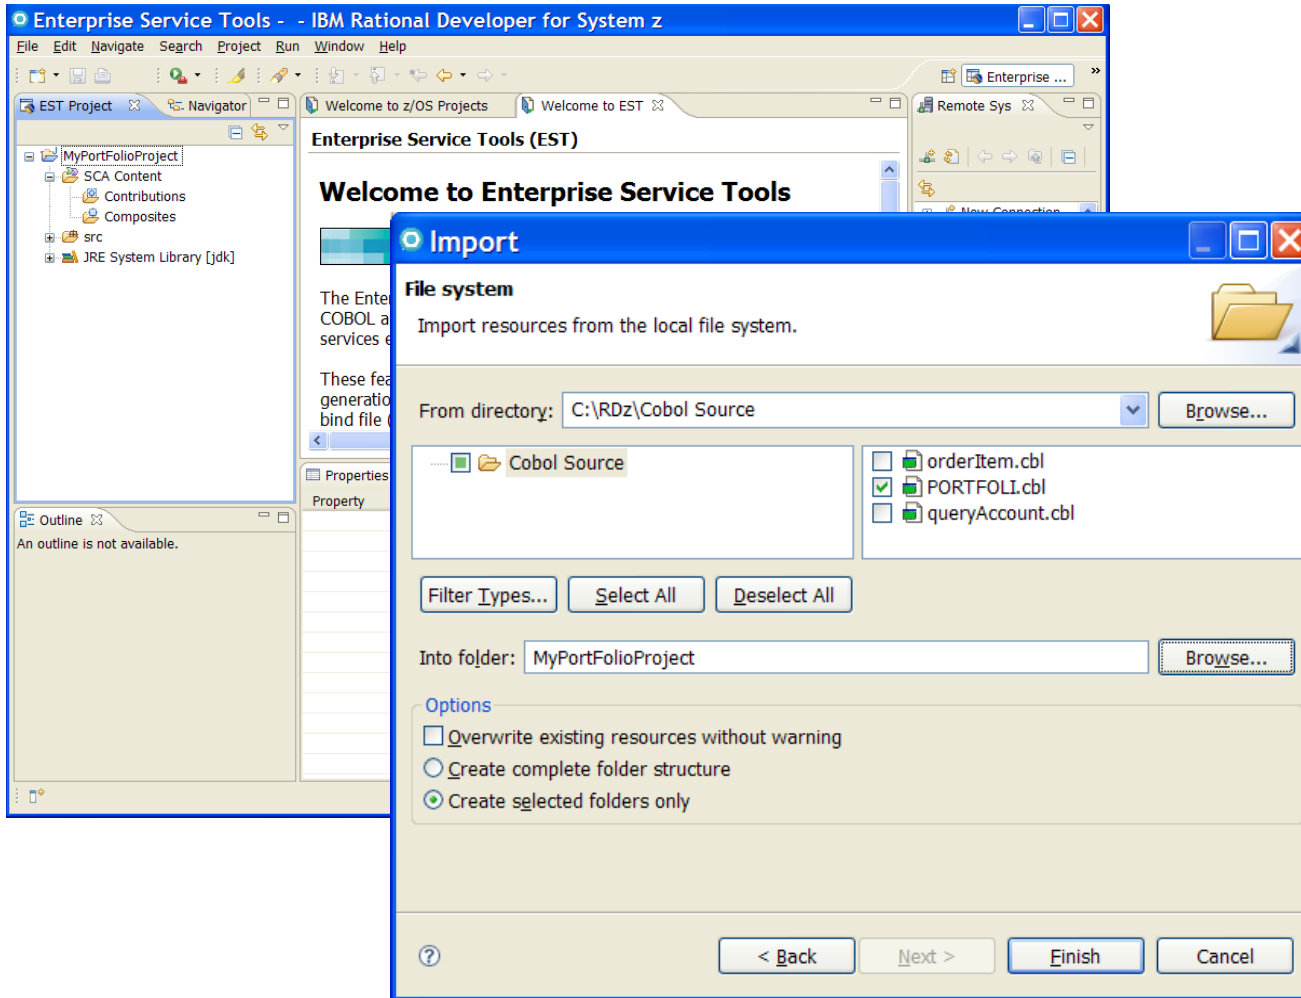 Enterprise Service Tools - - IBM Rational Developer for System z
File Edit Navigate Search Project Run Window Help
Enterprise ... »
EST Project Navigator
Welcome to z/OS Projects Welcome to EST
Remote Sys
Enterprise Service Tools (EST)
MyPortFolioProject
SCA Content
Contributions
Composites
src
JRE System Library [jdk]
Welcome to Enterprise Service Tools
New Connection
The Enter
COBOL a
services e
These fea
generatio
bind file (
Properties
Property
Outline
An outline is not available.
Import
File system
Import resources from the local file system.
From directory: C:\RDz\Cobol Source Browse...
Cobol Source
orderItem.cbl
PORTFOLI.cbl
queryAccount.cbl
Filter Types... Select All Deselect All
Into folder: MyPortFolioProject Browse...
Options
Overwrite existing resources without warning
Create complete folder structure
Create selected folders only
? < Back Next > Finish Cancel